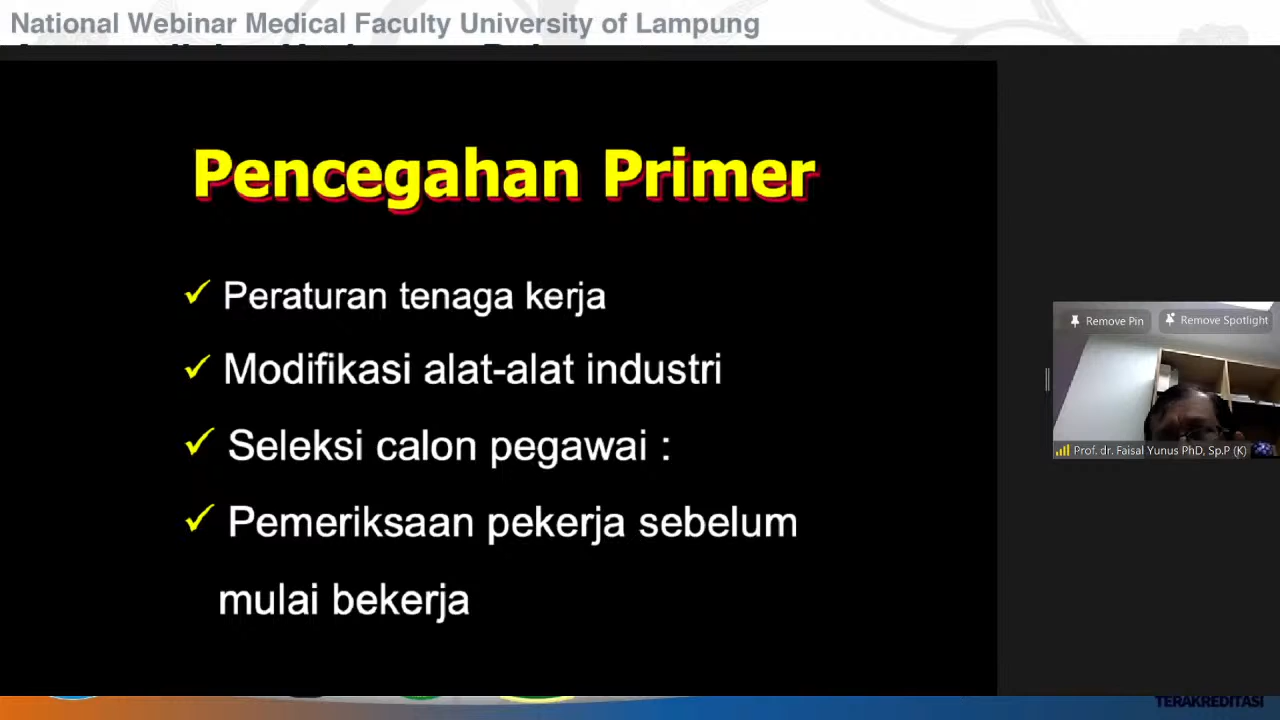 National Webinar Medical Faculty University of Lampung
Pencegahan Primer
✓ Peraturan tenaga kerja
✓ Modifikasi alat-alat industri
✓ Seleksi calon pegawai :
✓ Pemeriksaan pekerja sebelum
mulai bekerja
Remove Pin
Remove Spotlight
Prof. dr. Faisal Yunus PhD, Sp.P (K)
TERAKREDITASI